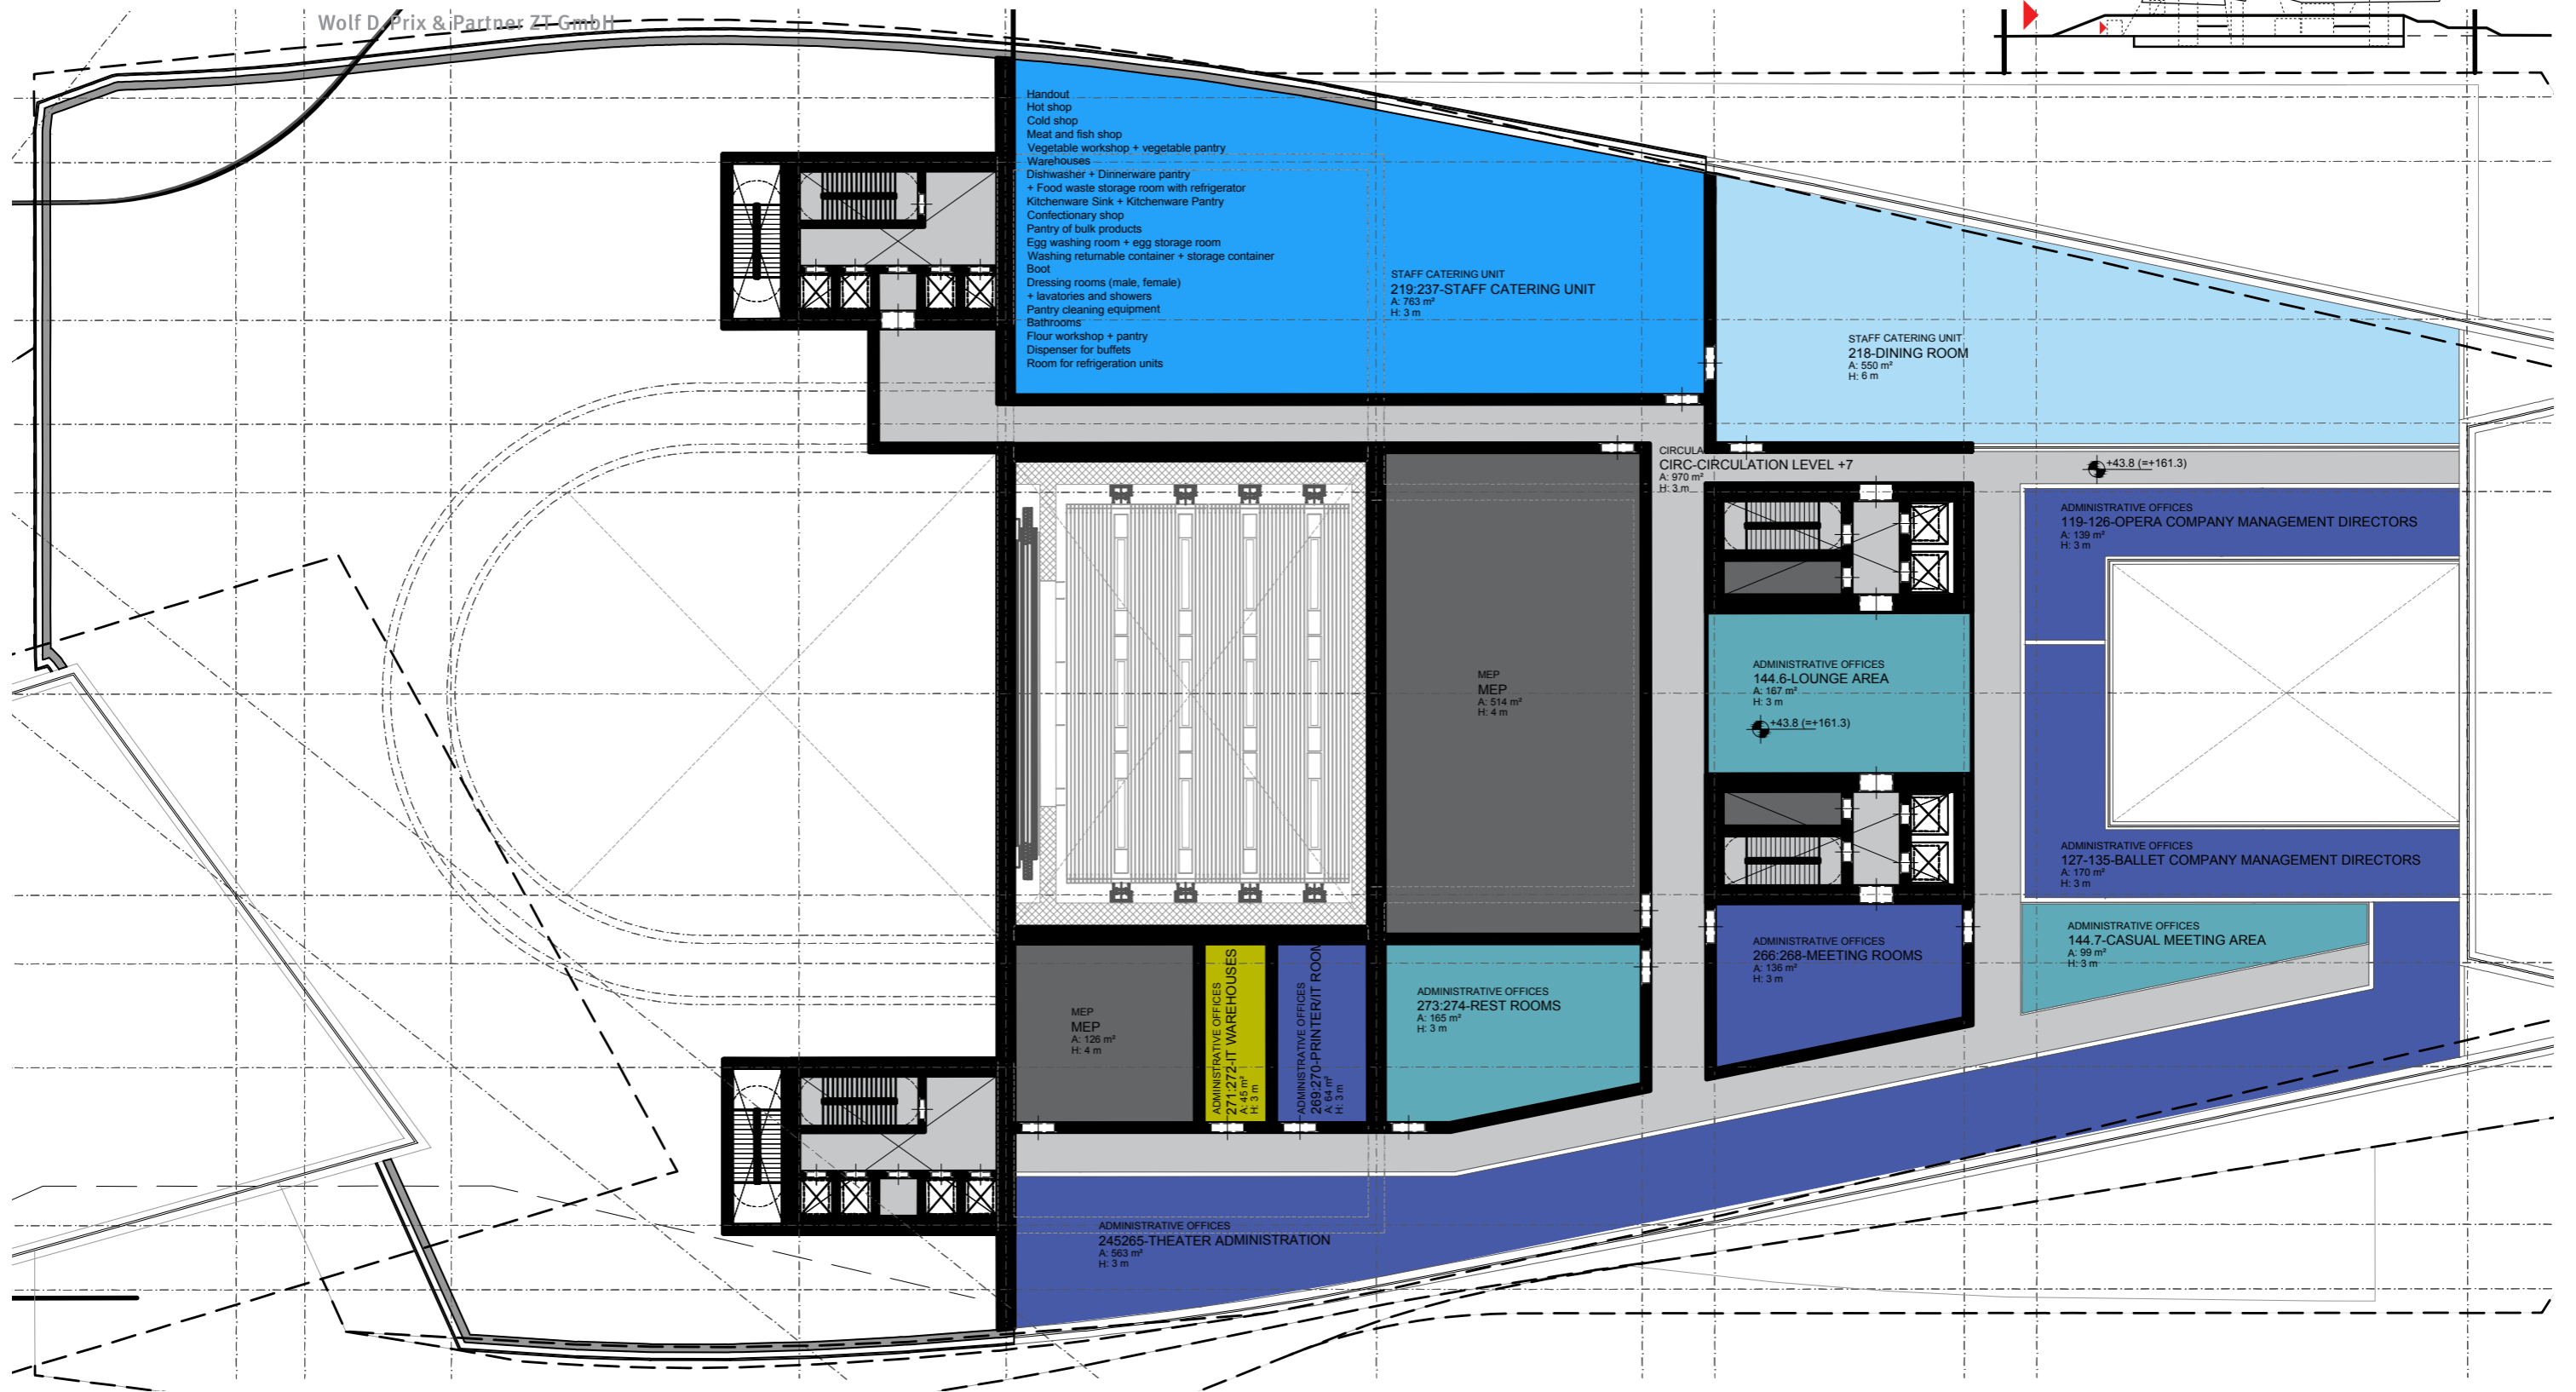 Wolf D. Prix & Partner ZT GmbH
Handout
Hot shop
Cold shop
Meat and fish shop
Vegetable workshop + vegetable pantry
Warehouses
Dishwasher + Dinnerware pantry
+ Food waste storage room with refrigerator
Kitchenware Sink + Kitchenware Pantry
Confectionary shop
Pantry of bulk products
Egg washing room + egg storage room
Washing returnable container + storage container
Boot
Dressing rooms (male, female)
+ lavatories and showers
Pantry cleaning equipment
Bathrooms
Flour workshop + pantry
Dispenser for buffets
Room for refrigeration units
STAFF CATERING UNIT
219:237-STAFF CATERING UNIT
A: 763 m²
H: 3 m
STAFF CATERING UNIT
218-DINING ROOM
A: 550 m²
H: 6 m
CIRCULA
CIRC-CIRCULATION LEVEL +7
A: 970 m²
H: 3 m
+43.8 (=+161.3)
ADMINISTRATIVE OFFICES
119-126-OPERA COMPANY MANAGEMENT DIRECTORS
A: 139 m²
H: 3 m
MEP
MEP
A: 514 m²
H: 4 m
ADMINISTRATIVE OFFICES
144.6-LOUNGE AREA
A: 167 m²
H: 3 m
+43.8 (=+161.3)
ADMINISTRATIVE OFFICES
127-135-BALLET COMPANY MANAGEMENT DIRECTORS
A: 170 m²
H: 3 m
MEP
MEP
A: 126 m²
H: 4 m
ADMINISTRATIVE OFFICES
271:272-IT WAREHOUSES
A: 45 m²
H: 3 m
ADMINISTRATIVE OFFICES
269:270-PRINTER/IT ROOM
A: 64 m²
H: 3 m
ADMINISTRATIVE OFFICES
273:274-REST ROOMS
A: 165 m²
H: 3 m
ADMINISTRATIVE OFFICES
266:268-MEETING ROOMS
A: 136 m²
H: 3 m
ADMINISTRATIVE OFFICES
144.7-CASUAL MEETING AREA
A: 99 m²
H: 3 m
ADMINISTRATIVE OFFICES
245265-THEATER ADMINISTRATION
A: 563 m²
H: 3 m